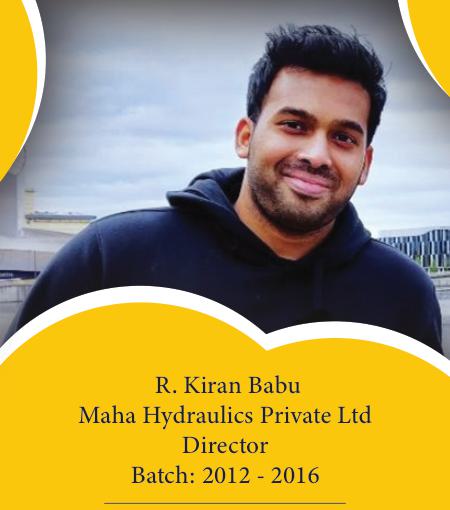 R. Kiran Babu
Maha Hydraulics Private Ltd
Director
Batch: 2012 - 2016